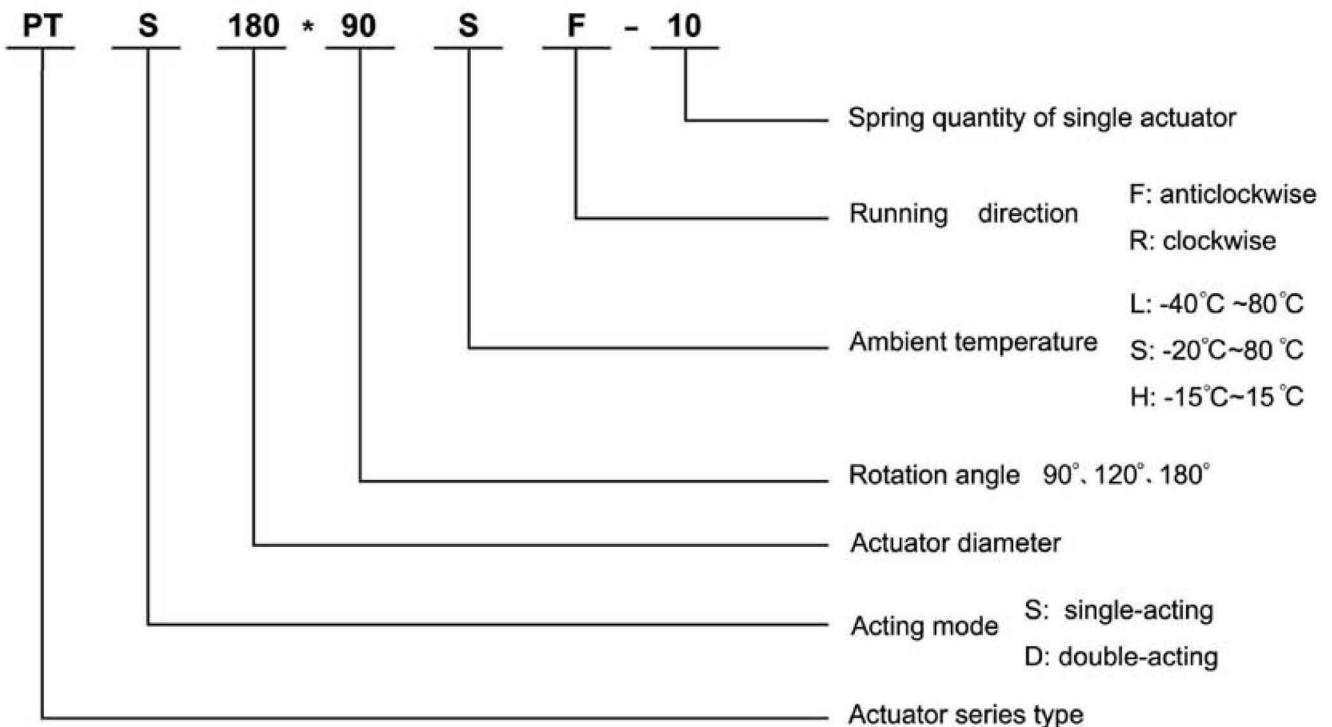 PT S 180 * 90 S F - 10
Spring quantity of single actuator
Running direction
F: anticlockwise
R: clockwise
Ambient temperature
L: -40°C ~80°C
S: -20°C~80 °C
H: -15°C~15 °C
Rotation angle 90°、120°、180°
Actuator diameter
Acting mode
S: single-acting
D: double-acting
Actuator series type